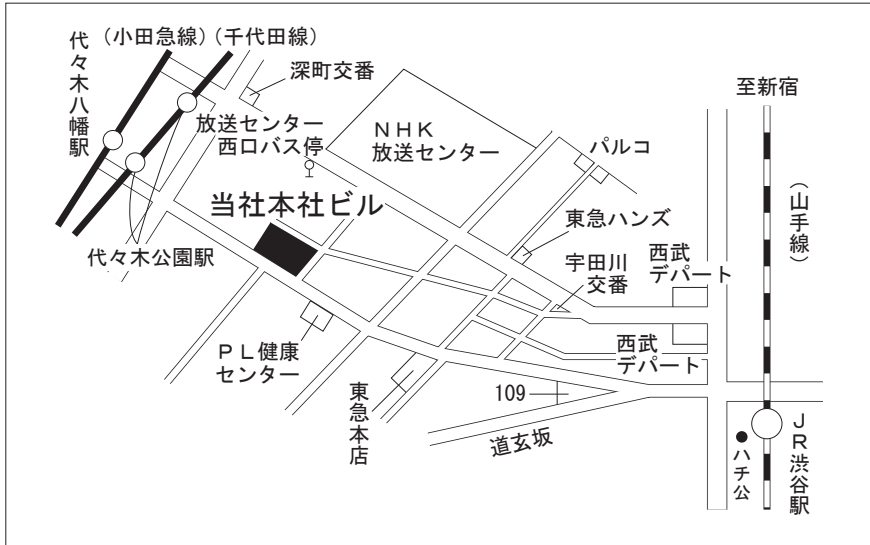 代々木八幡駅
（小田急線）（千代田線）
深町交番
放送センター
西口バス停
ＮＨＫ
放送センター
至新宿
パルコ
（山手線）
当社本社ビル
東急ハンズ
代々木公園駅
宇田川
交番
西武
デパート
ＰＬ健康
センター
西武
デパート
東急本店
109
道玄坂
ハチ公
ＪＲ渋谷駅